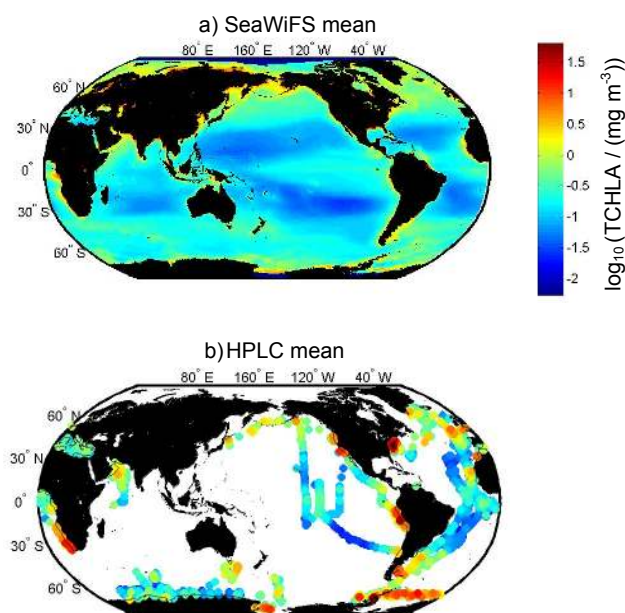 a) SeaWiFS mean
80° E 160° E 120° W 40° W
60° N
30° N
0°
30° S
60° S
1.5
1
0.5
0
-0.5
-1
-1.5
-2
log₁₀(TCHLA / (mg m⁻³)
b) HPLC mean
80° E 160° E 120° W 40° W
60° N
30° N
0°
30° S
60° S